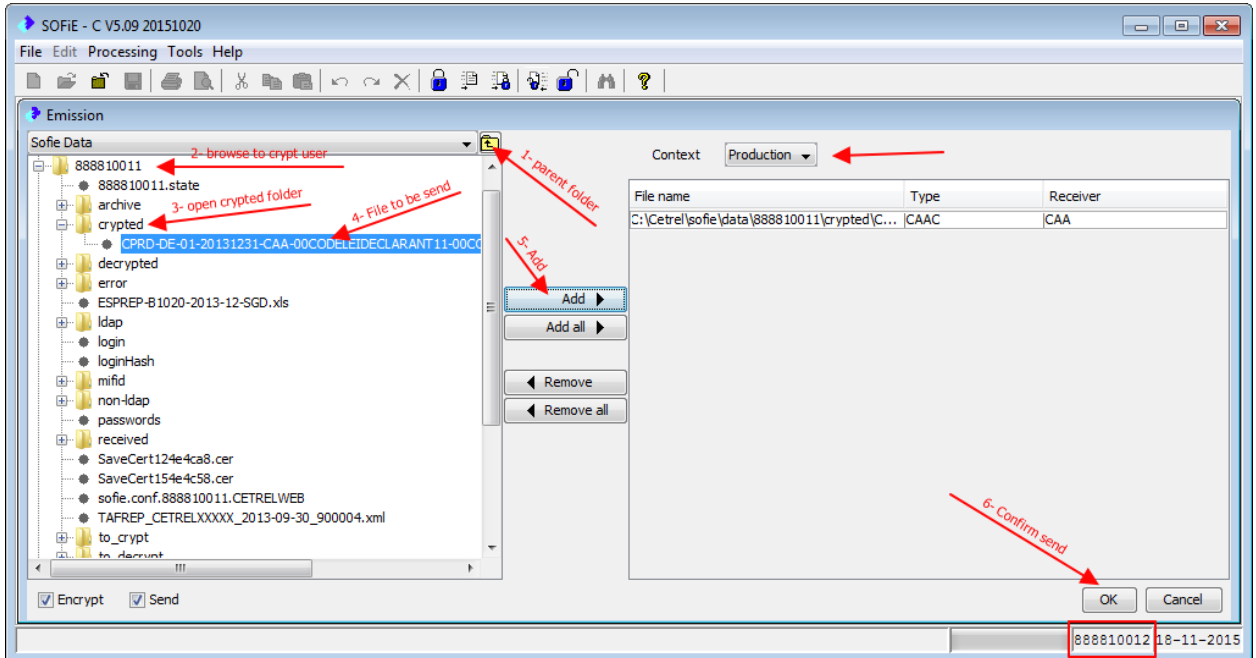 SOFiE - C V5.09 20151020
File Edit Processing Tools Help
Emission
Sofie Data
1- parent folder
Context
Production
888810011
2- browse to crypt user
888810011.state
archive
3- open crypted folder
crypted
4- File to be send
CPRD-DE-01-20131231-CAA-00CODELEIDECLARANT11-00CC
decrypted
error
ESPREP-B1020-2013-12-SGD.xls
ldap
login
loginHash
mifid
non-ldap
passwords
received
SaveCert124e4ca8.cer
SaveCert154e4c58.cer
sofie.conf.888810011.CETRELWEB
TAFREP_CETRELXXXXX_2013-09-30_900004.xml
to_crypt
to_decrypt
5- Add
Add
Add all
Remove
Remove all
File name Type Receiver
C:\Cetrel\sofie\data\888810011\crypted\C... CAAC CAA
6- Confirm send
Encrypt Send
OK Cancel
888810012 18-11-2015